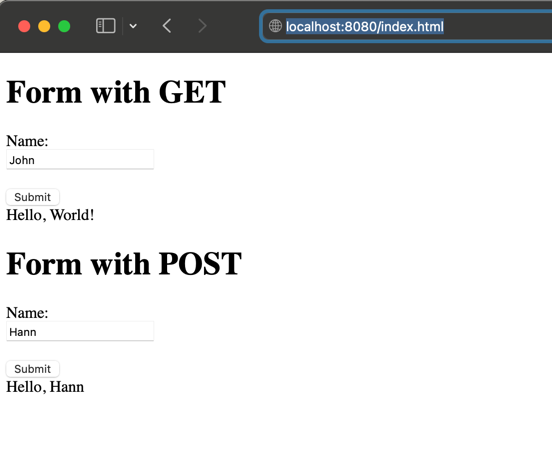 localhost:8080/index.html
Form with GET
Name:
John
Submit
Hello, World!
Form with POST
Name:
Hann
Submit
Hello, Hann